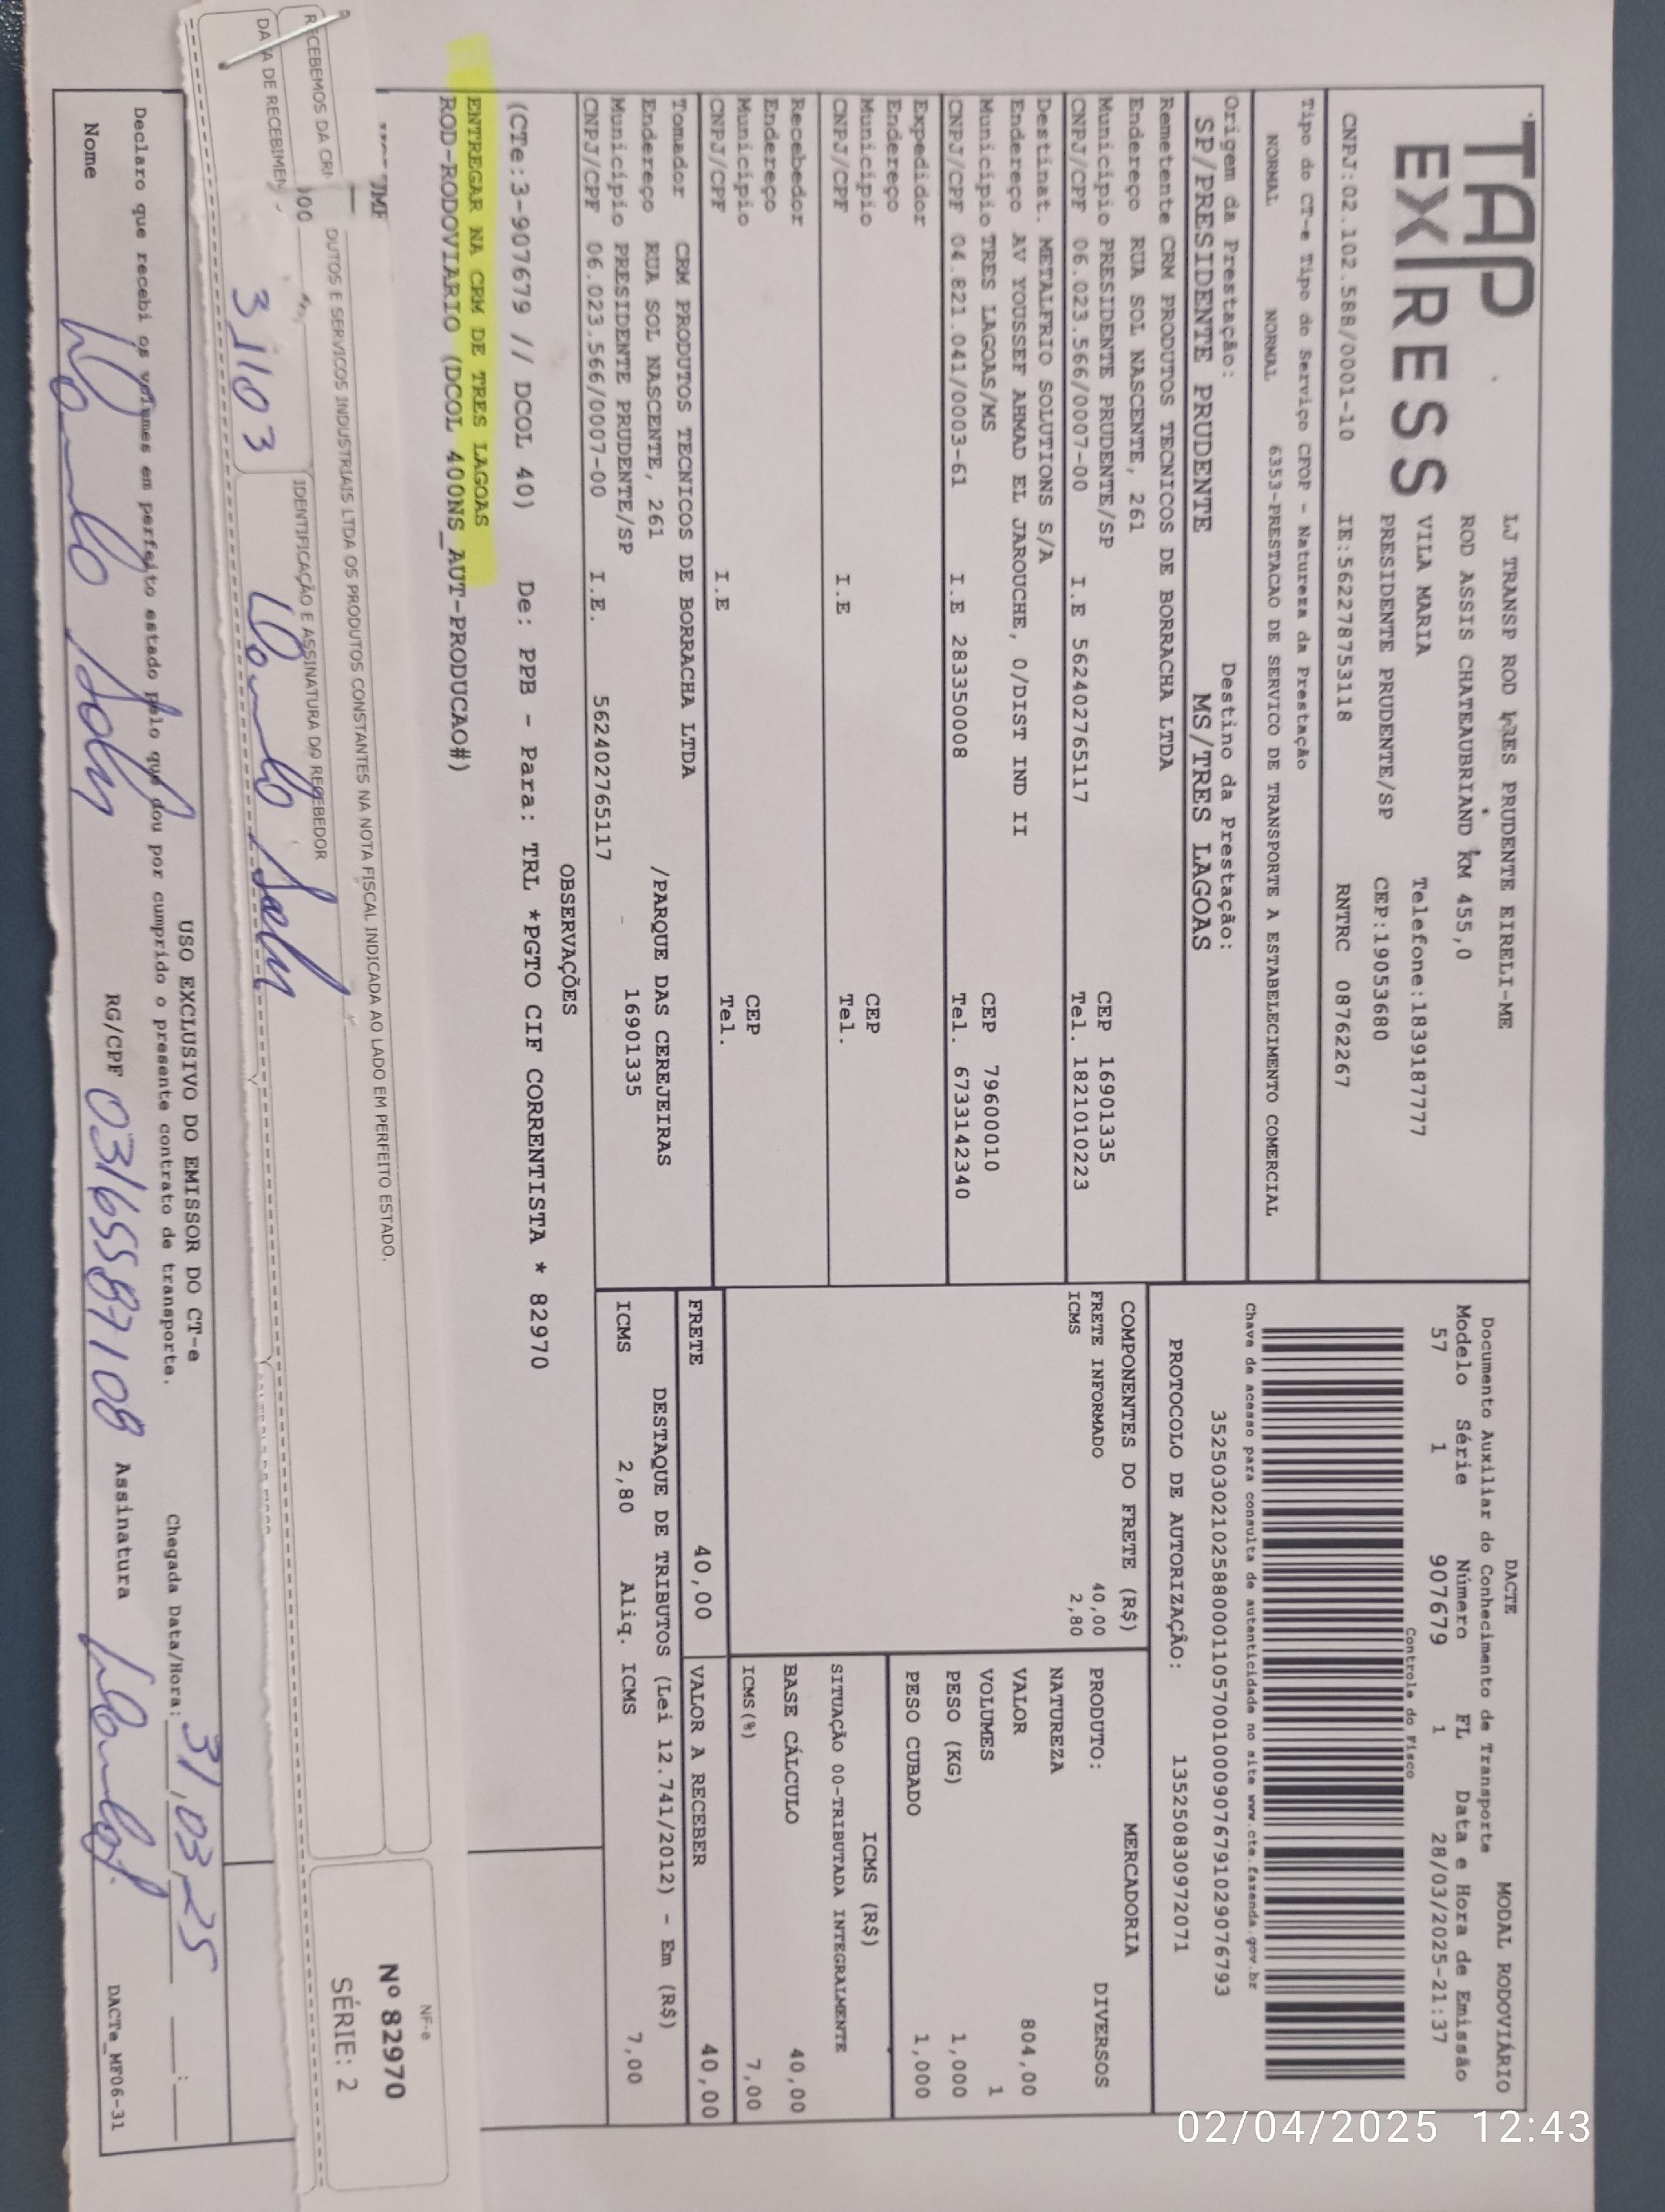 TAP
EXPRESS
LJ TRANSP ROD PRES PRUDENTE EIRELI-ME
ROD ASSIS CHATEAUBRIAND KM 455,0
VILA MARIA Telefone:1839187777
PRESIDENTE PRUDENTE/SP CEP:19053680
CNPJ:02.102.588/0001-10 IE:562278753118 RNTRC 08762267
DACTE MODAL RODOVIÁRIO
Documento Auxiliar do Conhecimento de Transporte
Modelo Série Número FL Data e Hora de Emissão
57 1 907679 1 28/03/2025-21:37
Controle do Fisco
Chave de acesso para consulta de autenticidade no site www.cte.fazenda.gov.br
35250302102588000110570010009076791029076793
PROTOCOLO DE AUTORIZAÇÃO: 135250830972071
Tipo do CT-e Tipo do Serviço CFOP - Natureza da Prestação
NORMAL NORMAL 6353-PRESTACAO DE SERVICO DE TRANSPORTE A ESTABELECIMENTO COMERCIAL
Origem da Prestação: Destino da Prestação:
SP/PRESIDENTE PRUDENTE MS/TRES LAGOAS
Remetente CRM PRODUTOS TECNICOS DE BORRACHA LTDA
Endereço RUA SOL NASCENTE, 261
Município PRESIDENTE PRUDENTE/SP CEP 16901335
CNPJ/CPF 06.023.566/0007-00 I.E 562402765117 Tel. 1821010223
Destinat. METALFRIO SOLUTIONS S/A
Endereço AV YOUSSEF AHMAD EL JAROUCHE, 0/DIST IND II
Município TRES LAGOAS/MS CEP 79600010
CNPJ/CPF 04.821.041/0003-61 I.E 283350008 Tel. 6733142340
Expedidor
Endereço
Município CEP
CNPJ/CPF I.E Tel.
Recebedor
Endereço
Município CEP
CNPJ/CPF I.E Tel.
Tomador CRM PRODUTOS TECNICOS DE BORRACHA LTDA
Endereço RUA SOL NASCENTE, 261 /PARQUE DAS CEREJEIRAS
Município PRESIDENTE PRUDENTE/SP 16901335
CNPJ/CPF 06.023.566/0007-00 I.E. 562402765117
COMPONENTES DO FRETE (R$)
FRETE INFORMADO 40,00
ICMS 2,80
MERCADORIA
PRODUTO: DIVERSOS
NATUREZA
VALOR 804,00
VOLUMES 1
PESO (KG) 1,000
PESO CUBADO 1,000
ICMS (R$)
SITUAÇÃO 00-TRIBUTADA INTEGRALMENTE
BASE CÁLCULO 40,00
ICMS(%) 7,00
FRETE 40,00 VALOR A RECEBER 40,00
DESTAQUE DE TRIBUTOS (Lei 12.741/2012) - Em (R$)
ICMS 2,80 Aliq. ICMS 7,00
OBSERVAÇÕES
(CTe:3-907679 // DCOL 40) De: PPB - Para: TRL *PGTO CIF CORRENTISTA * 82970
ENTREGAR NA CRM DE TRES LAGOAS
ROD-RODOVIARIO (DCOL 400NS_AUT-PRODUCAO#)
RECEBEMOS DA CRM
DUTOS E SERVICOS INDUSTRIAIS LTDA OS PRODUTOS CONSTANTES NA NOTA FISCAL INDICADA AO LADO EM PERFEITO ESTADO.
DATA DE RECEBIMEN
IDENTIFICAÇÃO E ASSINATURA DO RECEBEDOR
31/03
NF-e
Nº 82970
SÉRIE: 2
USO EXCLUSIVO DO EMISSOR DO CT-e
Declaro que recebi os volumes em perfeito estado pelo que dou por cumprido o presente contrato de transporte.
Chegada Data/Hora: 31/03/25 __:__
Nome
RG/CPF 03165587108
Assinatura
DACTe_MF06-31
02/04/2025 12:43